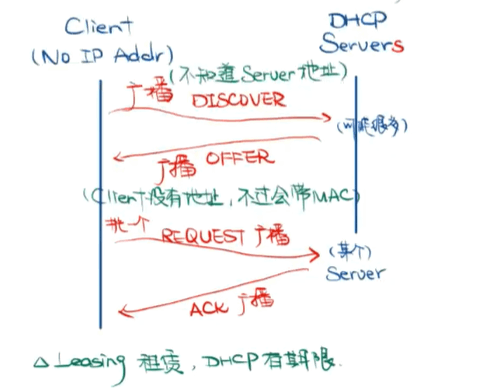 Client
(No IP Addr)
DHCP
Servers
(不知道Server地址)
广播 DISCOVER
(可能很多)
广播 OFFER
(Client没有地址,不过会带MAC)
挑一个
REQUEST 广播
(某个)
Server
ACK 广播
△ Leasing 租赁, DHCP有期限.